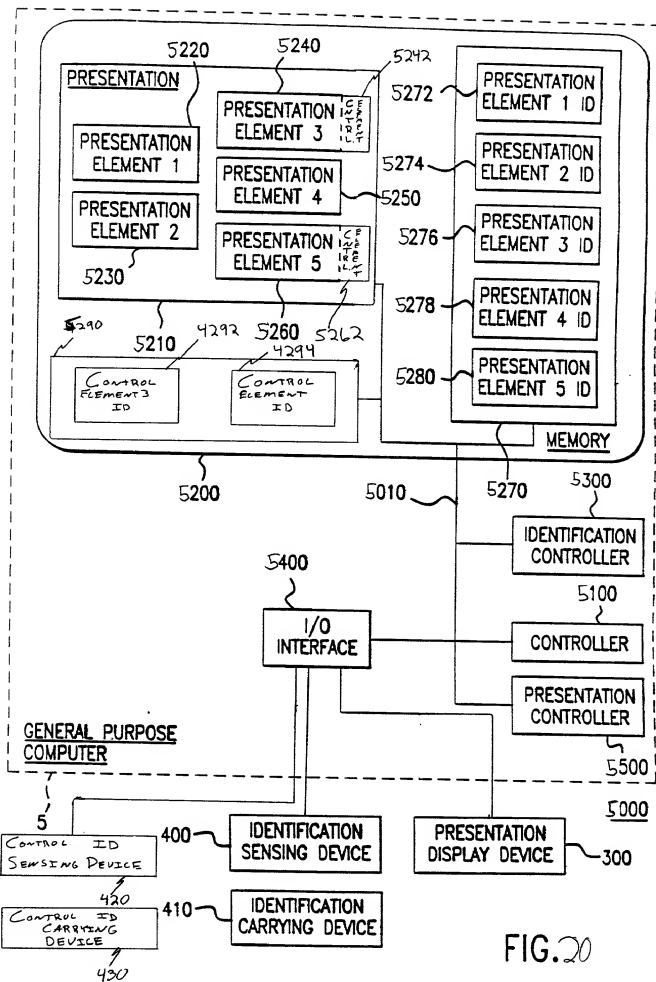 5220
5240
5242
PRESENTATION
PRESENTATION
ELEMENT 1
PRESENTATION
ELEMENT 2
5230
PRESENTATION
ELEMENT 3
CNTRL.
ELEMENT
PRESENTATION
ELEMENT 4
5250
PRESENTATION
ELEMENT 5
CNTRL.
ELEMENT
5210
5260
5262
5272
PRESENTATION
ELEMENT 1 ID
5274
PRESENTATION
ELEMENT 2 ID
5276
PRESENTATION
ELEMENT 3 ID
5278
PRESENTATION
ELEMENT 4 ID
5280
PRESENTATION
ELEMENT 5 ID
5290
4292
4294
CONTROL
ELEMENT 3
ID
CONTROL
ELEMENT ID
MEMORY
5200
5010
5270
5300
IDENTIFICATION
CONTROLLER
5400
I/O
INTERFACE
5100
CONTROLLER
PRESENTATION
CONTROLLER
5500
GENERAL PURPOSE
COMPUTER
5
5000
CONTROL ID
SENSING DEVICE
420
400
IDENTIFICATION
SENSING DEVICE
PRESENTATION
DISPLAY DEVICE
300
CONTROL ID
CARRYING
DEVICE
430
410
IDENTIFICATION
CARRYING DEVICE
FIG. 20